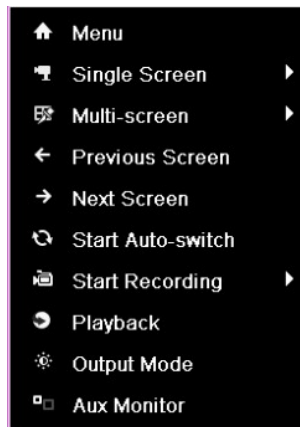 Menu
Single Screen
Multi-screen
Previous Screen
Next Screen
Start Auto-switch
Start Recording
Playback
Output Mode
Aux Monitor